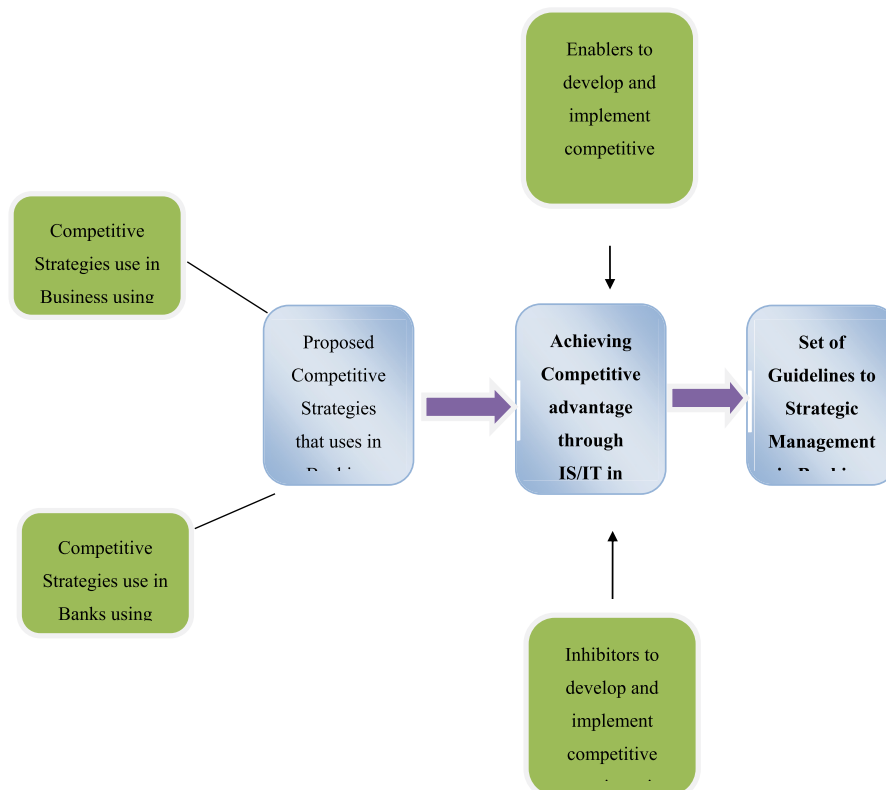 Enablers to
develop and
implement
competitive
Competitive
Strategies use in
Business using
Proposed
Competitive
Strategies
that uses in
Achieving
Competitive
advantage
through
IS/IT in
Set of
Guidelines to
Strategic
Management
Competitive
Strategies use in
Banks using
Inhibitors to
develop and
implement
competitive